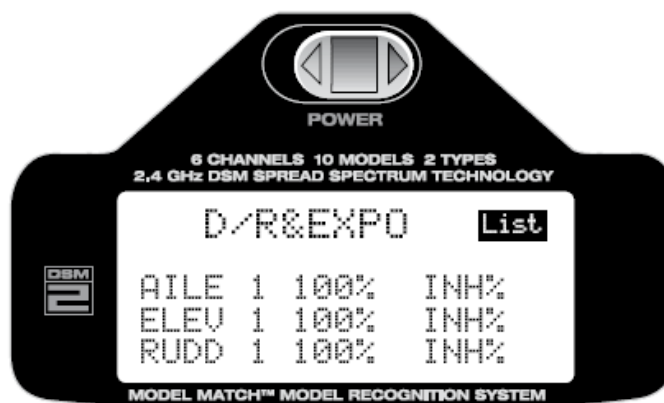 POWER
6 CHANNELS 10 MODELS 2 TYPES
2.4 GHz DSM SPREAD SPECTRUM TECHNOLOGY
D/R&EXPO List
DSM
2
AILE 1 100% INH%
ELEV 1 100% INH%
RUDD 1 100% INH%
MODEL MATCH™ MODEL RECOGNITION SYSTEM